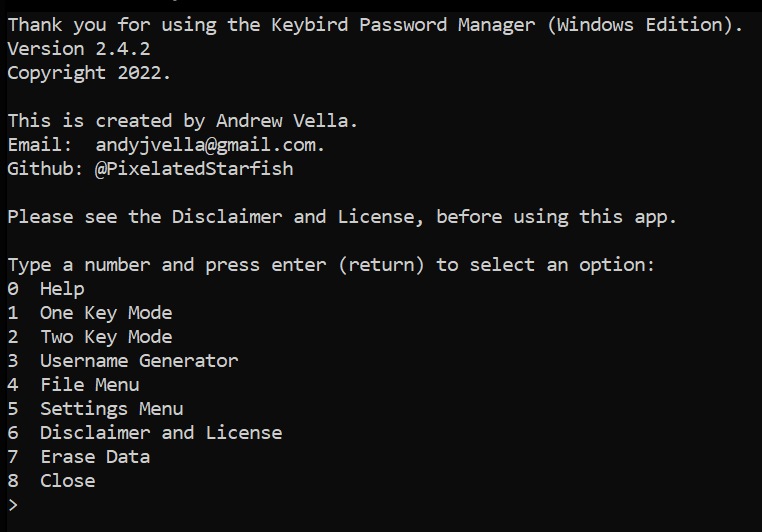 Thank you for using the Keybird Password Manager (Windows Edition).
Version 2.4.2
Copyright 2022.
This is created by Andrew Vella.
Email:  andyjvella@gmail.com.
Github: @PixelatedStarfish
Please see the Disclaimer and License, before using this app.
Type a number and press enter (return) to select an option:
0  Help
1  One Key Mode
2  Two Key Mode
3  Username Generator
4  File Menu
5  Settings Menu
6  Disclaimer and License
7  Erase Data
8  Close
>